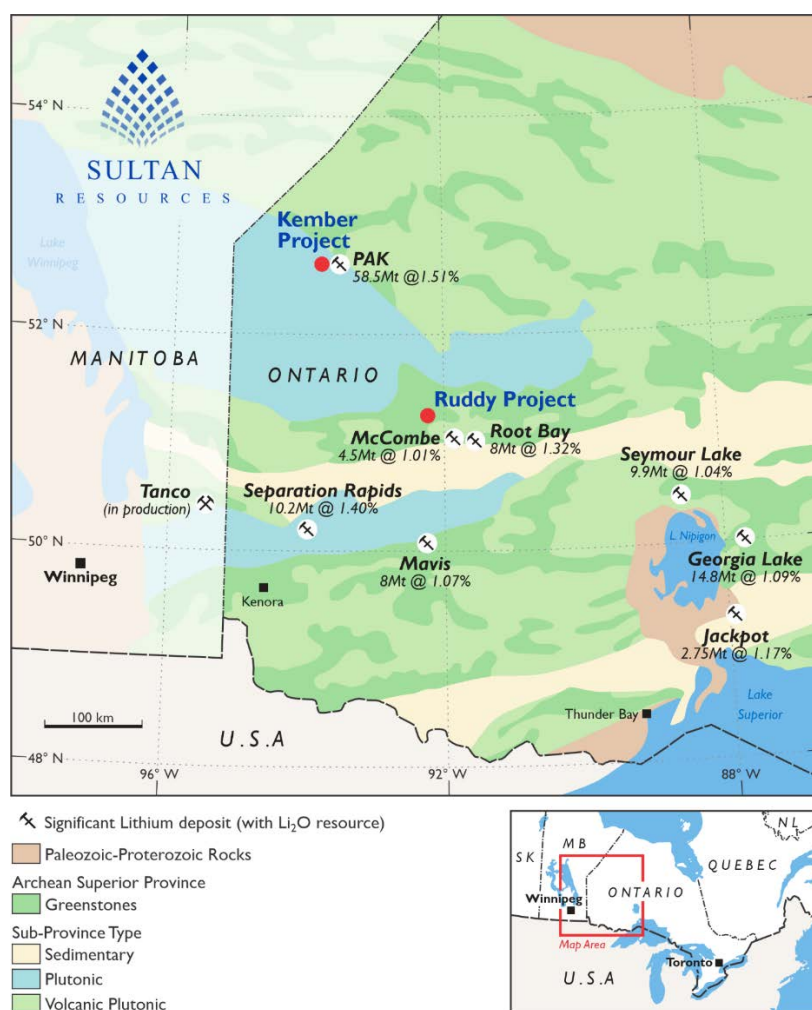 54° N
SULTAN
RESOURCES
Lake
Winnipeg
Kember
Project
PAK
58.5Mt @1.51%
52° N
MANITOBA
ONTARIO
Ruddy Project
McCombe
4.5Mt @ 1.01%
Root Bay
8Mt @ 1.32%
Seymour Lake
9.9Mt @ 1.04%
Tanco
(in production)
Separation Rapids
10.2Mt @ 1.40%
50° N
Mavis
8Mt @ 1.07%
L. Nipigon
Georgia Lake
14.8Mt @ 1.09%
Winnipeg
Kenora
Jackpot
2.75Mt @ 1.17%
100 km
U.S.A
Thunder Bay
Lake
Superior
48° N
96° W
92° W
88° W
Significant Lithium deposit (with Li₂O resource)
Paleozoic-Proterozoic Rocks
Archean Superior Province
Greenstones
Sub-Province Type
Sedimentary
Plutonic
Volcanic Plutonic
NL
SK
MB
QUEBEC
ONTARIO
Winnipeg
Map Area
Toronto
U.S.A